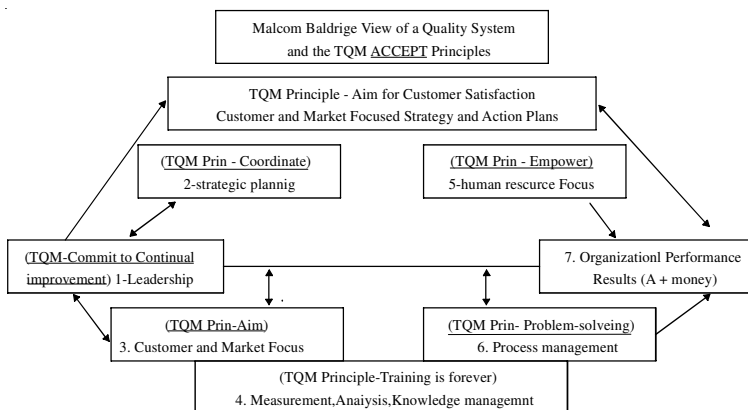 Malcom Baldrige View of a Quality System
and the TQM ACCEPT Principles
TQM Principle - Aim for Customer Satisfaction
Customer and Market Focused Strategy and Action Plans
(TQM Prin - Coordinate)
2-strategic plannig
(TQM Prin - Empower)
5-human rescurce Focus
(TQM-Commit to Continual
improvement) 1-Leadership
7. Organizationl Performance
Results (A + money)
(TQM Prin-Aim)
3. Customer and Market Focus
(TQM Prin- Problem-solveing)
6. Process management
(TQM Principle-Training is forever)
4. Measurement,Anaiysis,Knowledge managemnt